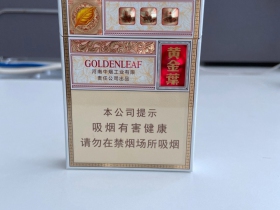 GOLDENLEAF
河南中烟工业有限
责任公司出品
黄金葉
本公司提示
吸烟有害健康
请勿在禁烟场所吸烟